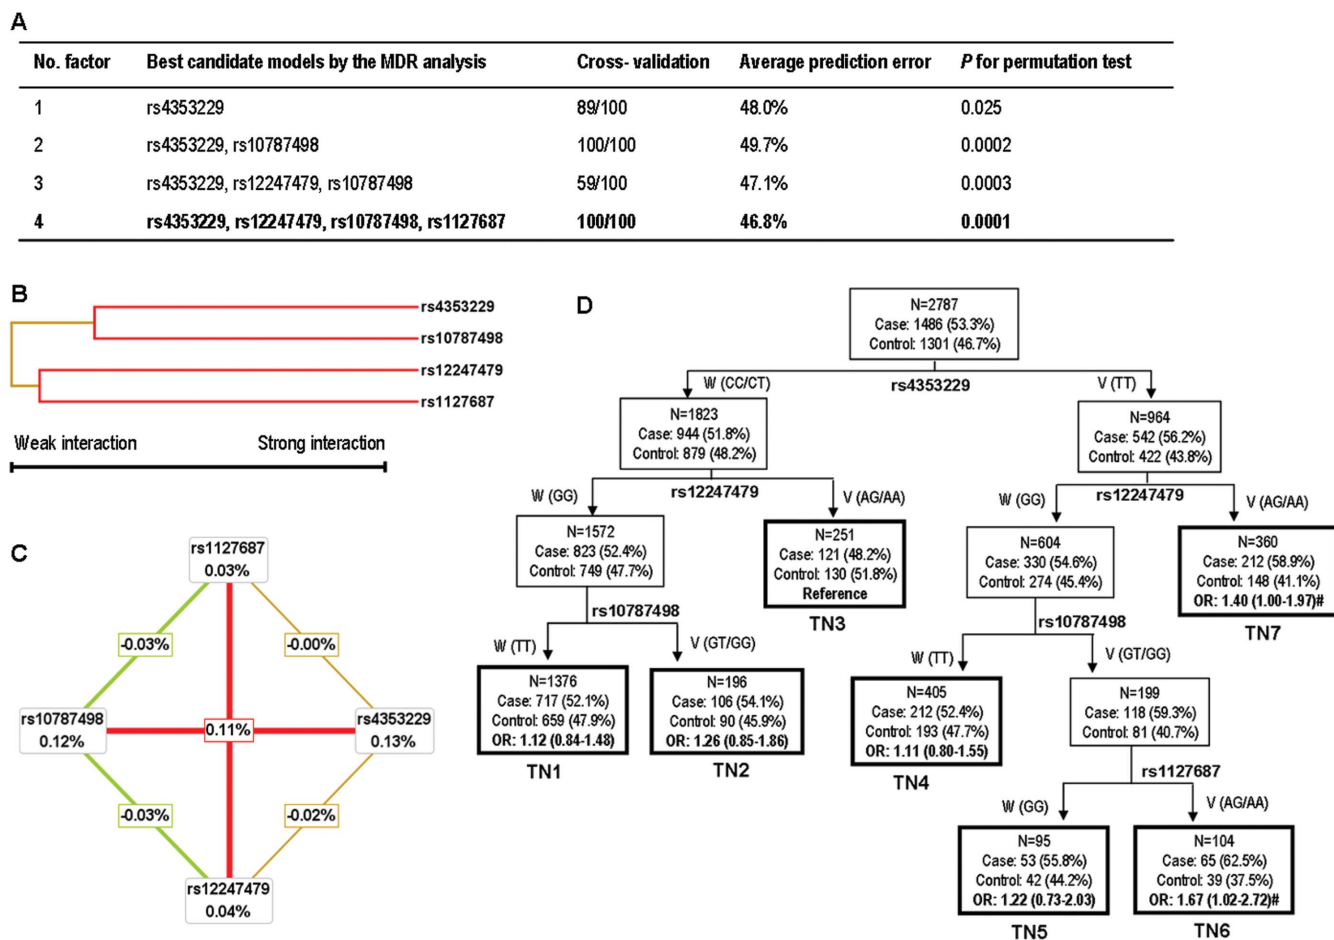 A
No. factor Best candidate models by the MDR analysis Cross- validation Average prediction error P for permutation test
1 rs4353229 89/100 48.0% 0.025
2 rs4353229, rs10787498 100/100 49.7% 0.0002
3 rs4353229, rs12247479, rs10787498 59/100 47.1% 0.0003
4 rs4353229, rs12247479, rs10787498, rs1127687 100/100 46.8% 0.0001
B
rs4353229
rs10787498
rs12247479
rs1127687
Weak interaction Strong interaction
C
rs1127687
0.03%
-0.03%
-0.00%
rs10787498
0.12%
0.11%
rs4353229
0.13%
-0.03%
-0.02%
rs12247479
0.04%
D
N=2787
Case: 1486 (53.3%)
Control: 1301 (46.7%)
W (CC/CT)
rs4353229
V (TT)
N=1823
Case: 944 (51.8%)
Control: 879 (48.2%)
N=964
Case: 542 (56.2%)
Control: 422 (43.8%)
W (GG)
rs12247479
V (AG/AA)
W (GG)
rs12247479
V (AG/AA)
N=1572
Case: 823 (52.4%)
Control: 749 (47.7%)
N=251
Case: 121 (48.2%)
Control: 130 (51.8%)
Reference
TN3
N=604
Case: 330 (54.6%)
Control: 274 (45.4%)
N=360
Case: 212 (58.9%)
Control: 148 (41.1%)
OR: 1.40 (1.00-1.97)#
TN7
rs10787498
W (TT)
V (GT/GG)
rs10787498
W (TT)
V (GT/GG)
N=1376
Case: 717 (52.1%)
Control: 659 (47.9%)
OR: 1.12 (0.84-1.48)
TN1
N=196
Case: 106 (54.1%)
Control: 90 (45.9%)
OR: 1.26 (0.85-1.86)
TN2
N=405
Case: 212 (52.4%)
Control: 193 (47.7%)
OR: 1.11 (0.80-1.55)
TN4
N=199
Case: 118 (59.3%)
Control: 81 (40.7%)
rs1127687
W (GG)
V (AG/AA)
N=95
Case: 53 (55.8%)
Control: 42 (44.2%)
OR: 1.22 (0.73-2.03)
TN5
N=104
Case: 65 (62.5%)
Control: 39 (37.5%)
OR: 1.67 (1.02-2.72)#
TN6